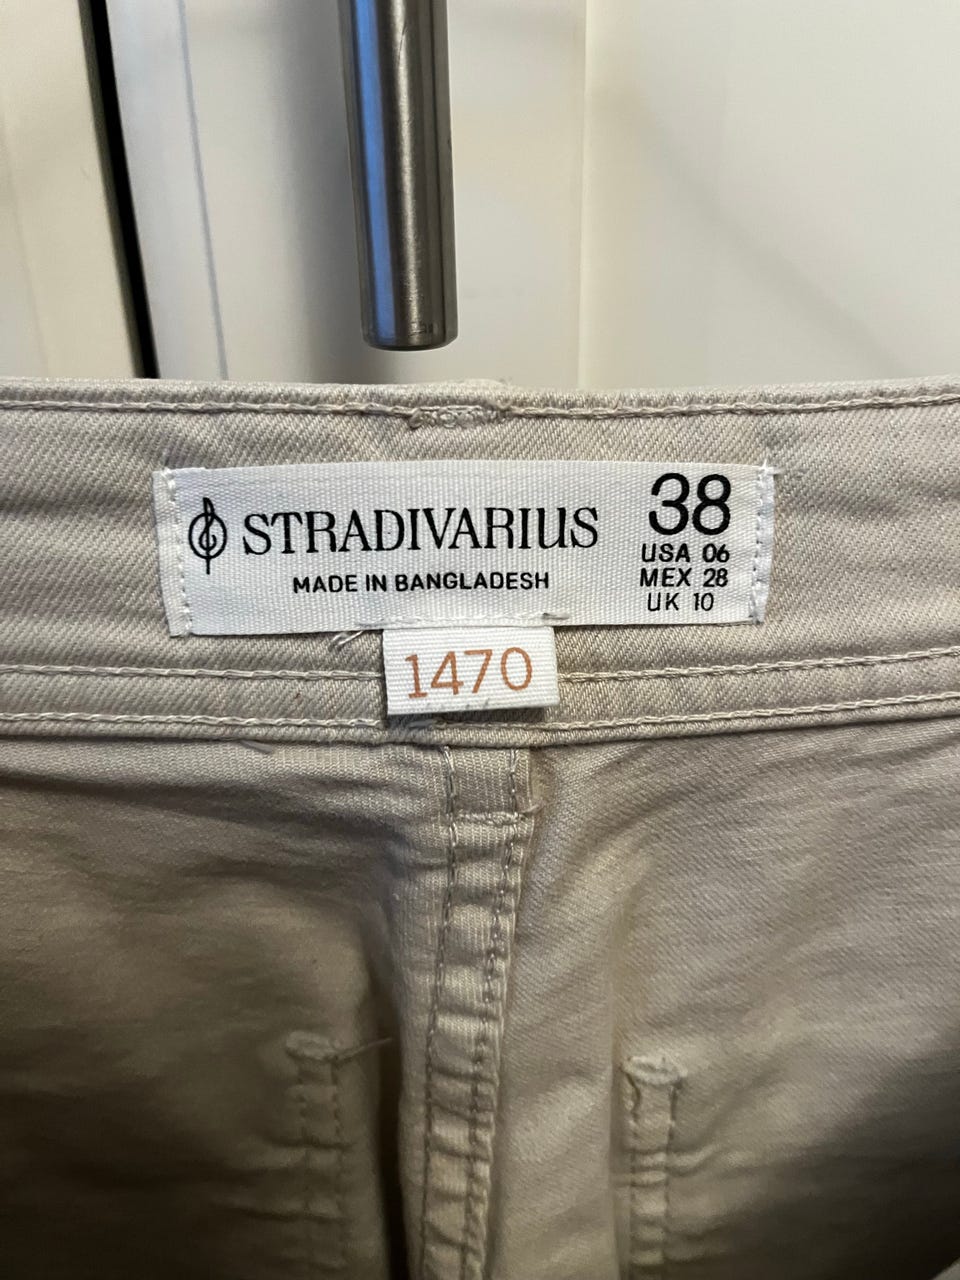 STRADIVARIUS
MADE IN BANGLADESH
38
USA 06
MEX 28
UK 10
1470